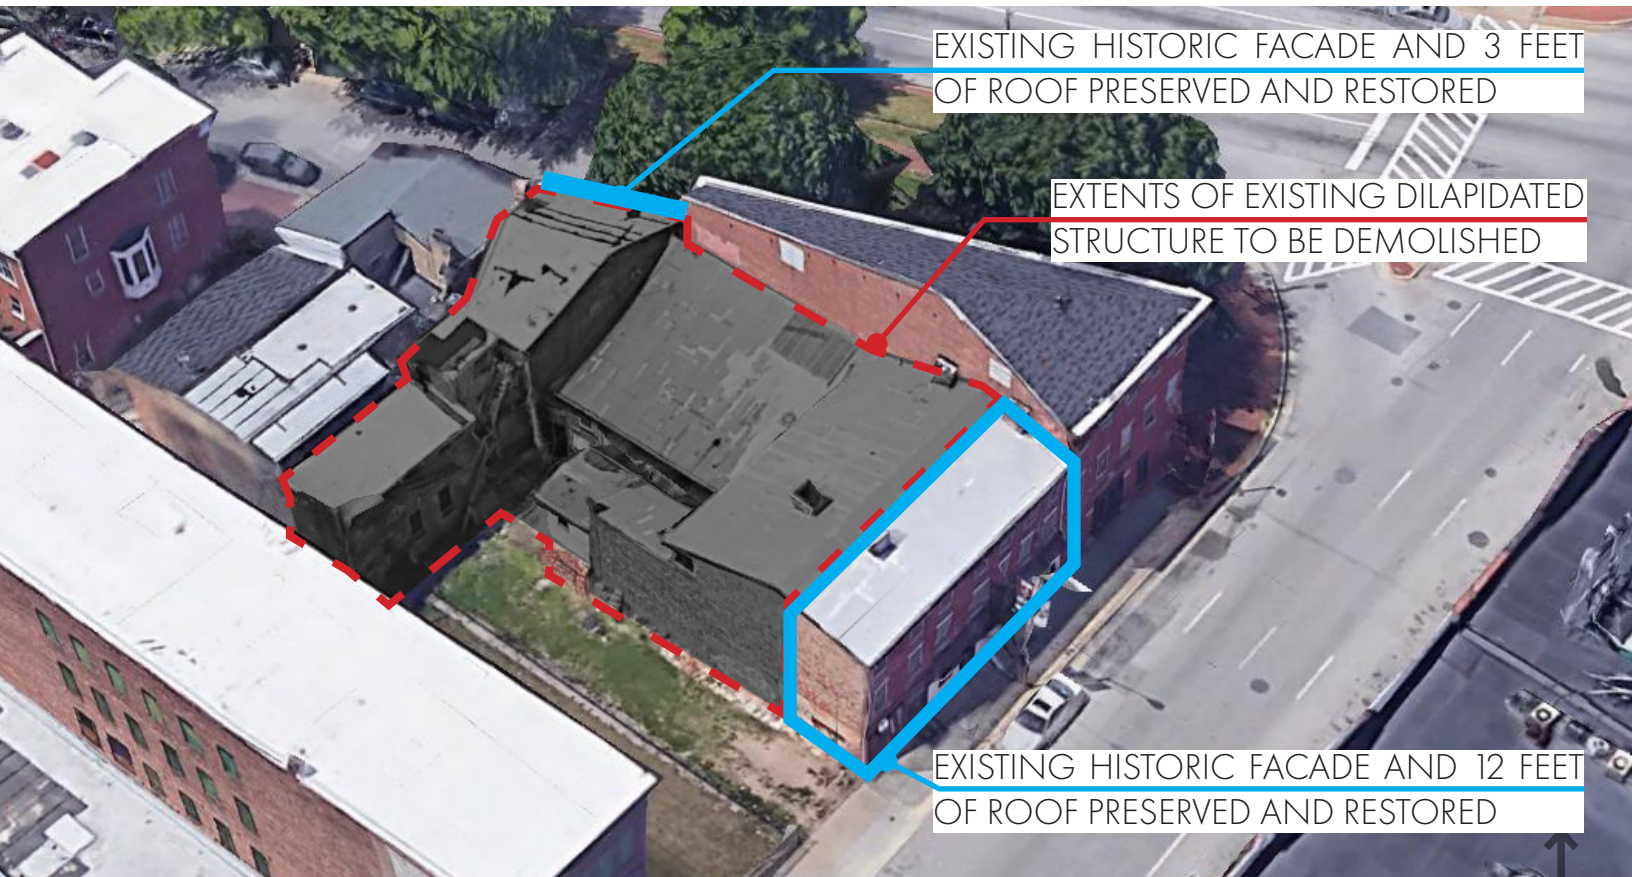 EXISTING HISTORIC FACADE AND 3 FEET
OF ROOF PRESERVED AND RESTORED
EXTENTS OF EXISTING DILAPIDATED
STRUCTURE TO BE DEMOLISHED
EXISTING HISTORIC FACADE AND 12 FEET
OF ROOF PRESERVED AND RESTORED